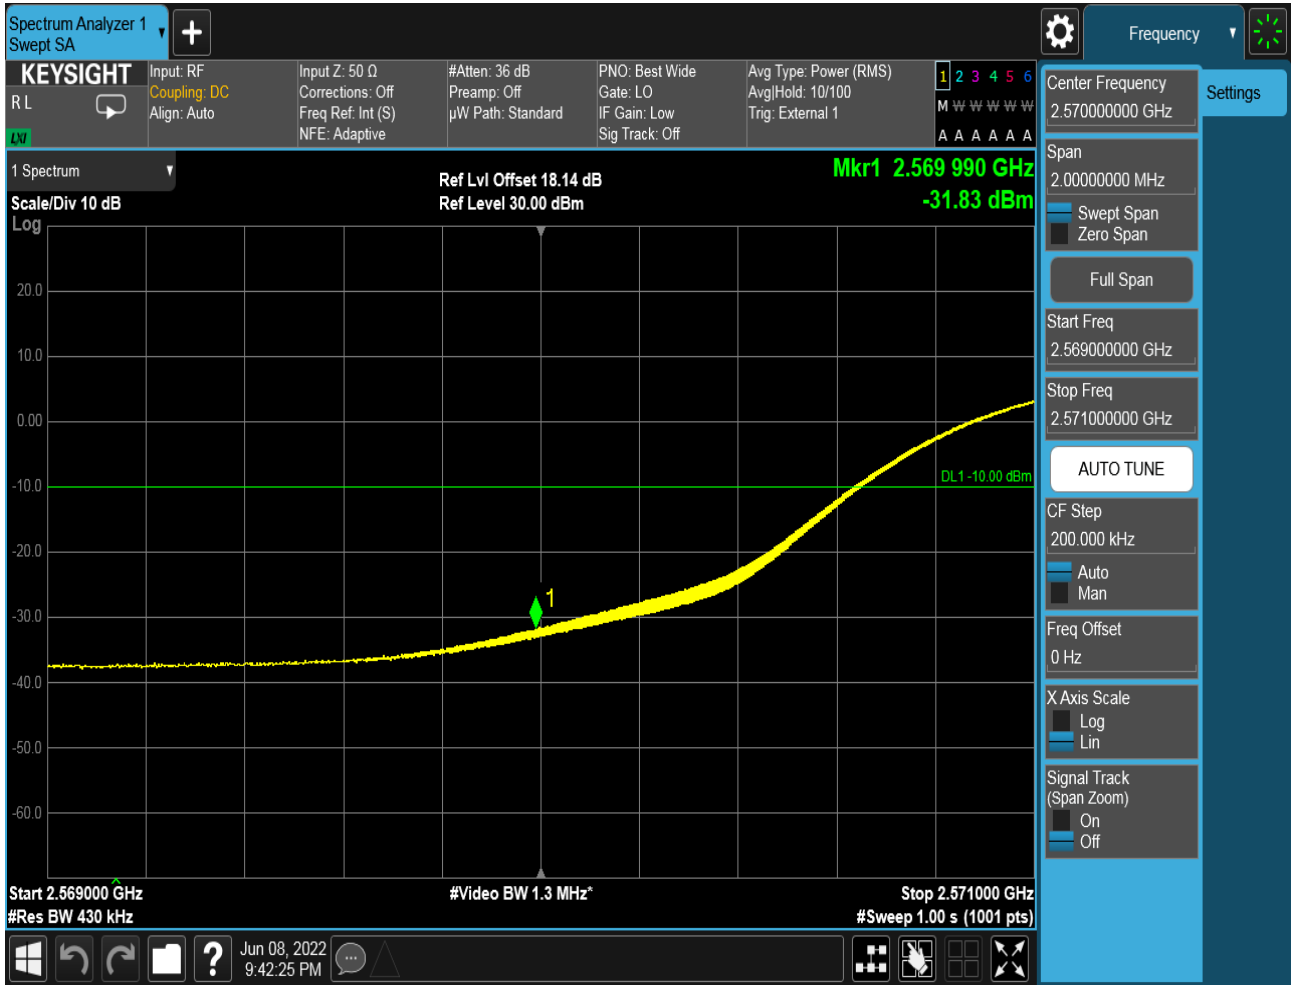 Spectrum Analyzer 1
Swept SA
Frequency
KEYSIGHT
R L
LXI
Input: RF
Coupling: DC
Align: Auto
Input Z: 50 Ω
Corrections: Off
Freq Ref: Int (S)
NFE: Adaptive
#Atten: 36 dB
Preamp: Off
µW Path: Standard
PNO: Best Wide
Gate: LO
IF Gain: Low
Sig Track: Off
Avg Type: Power (RMS)
Avg|Hold: 10/100
Trig: External 1
1 2 3 4 5 6
M W W W W W
A A A A A A
1 Spectrum
Scale/Div 10 dB
Log
Ref Lvl Offset 18.14 dB
Ref Level 30.00 dBm
Mkr1 2.569 990 GHz
-31.83 dBm
20.0
10.0
0.00
-10.0
-20.0
-30.0
-40.0
-50.0
-60.0
DL1 -10.00 dBm
1
Start 2.569000 GHz
#Res BW 430 kHz
#Video BW 1.3 MHz*
Stop 2.571000 GHz
#Sweep 1.00 s (1001 pts)
Jun 08, 2022
9:42:25 PM
Center Frequency
2.570000000 GHz
Settings
Span
2.00000000 MHz
Swept Span
Zero Span
Full Span
Start Freq
2.569000000 GHz
Stop Freq
2.571000000 GHz
AUTO TUNE
CF Step
200.000 kHz
Auto
Man
Freq Offset
0 Hz
X Axis Scale
Log
Lin
Signal Track
(Span Zoom)
On
Off